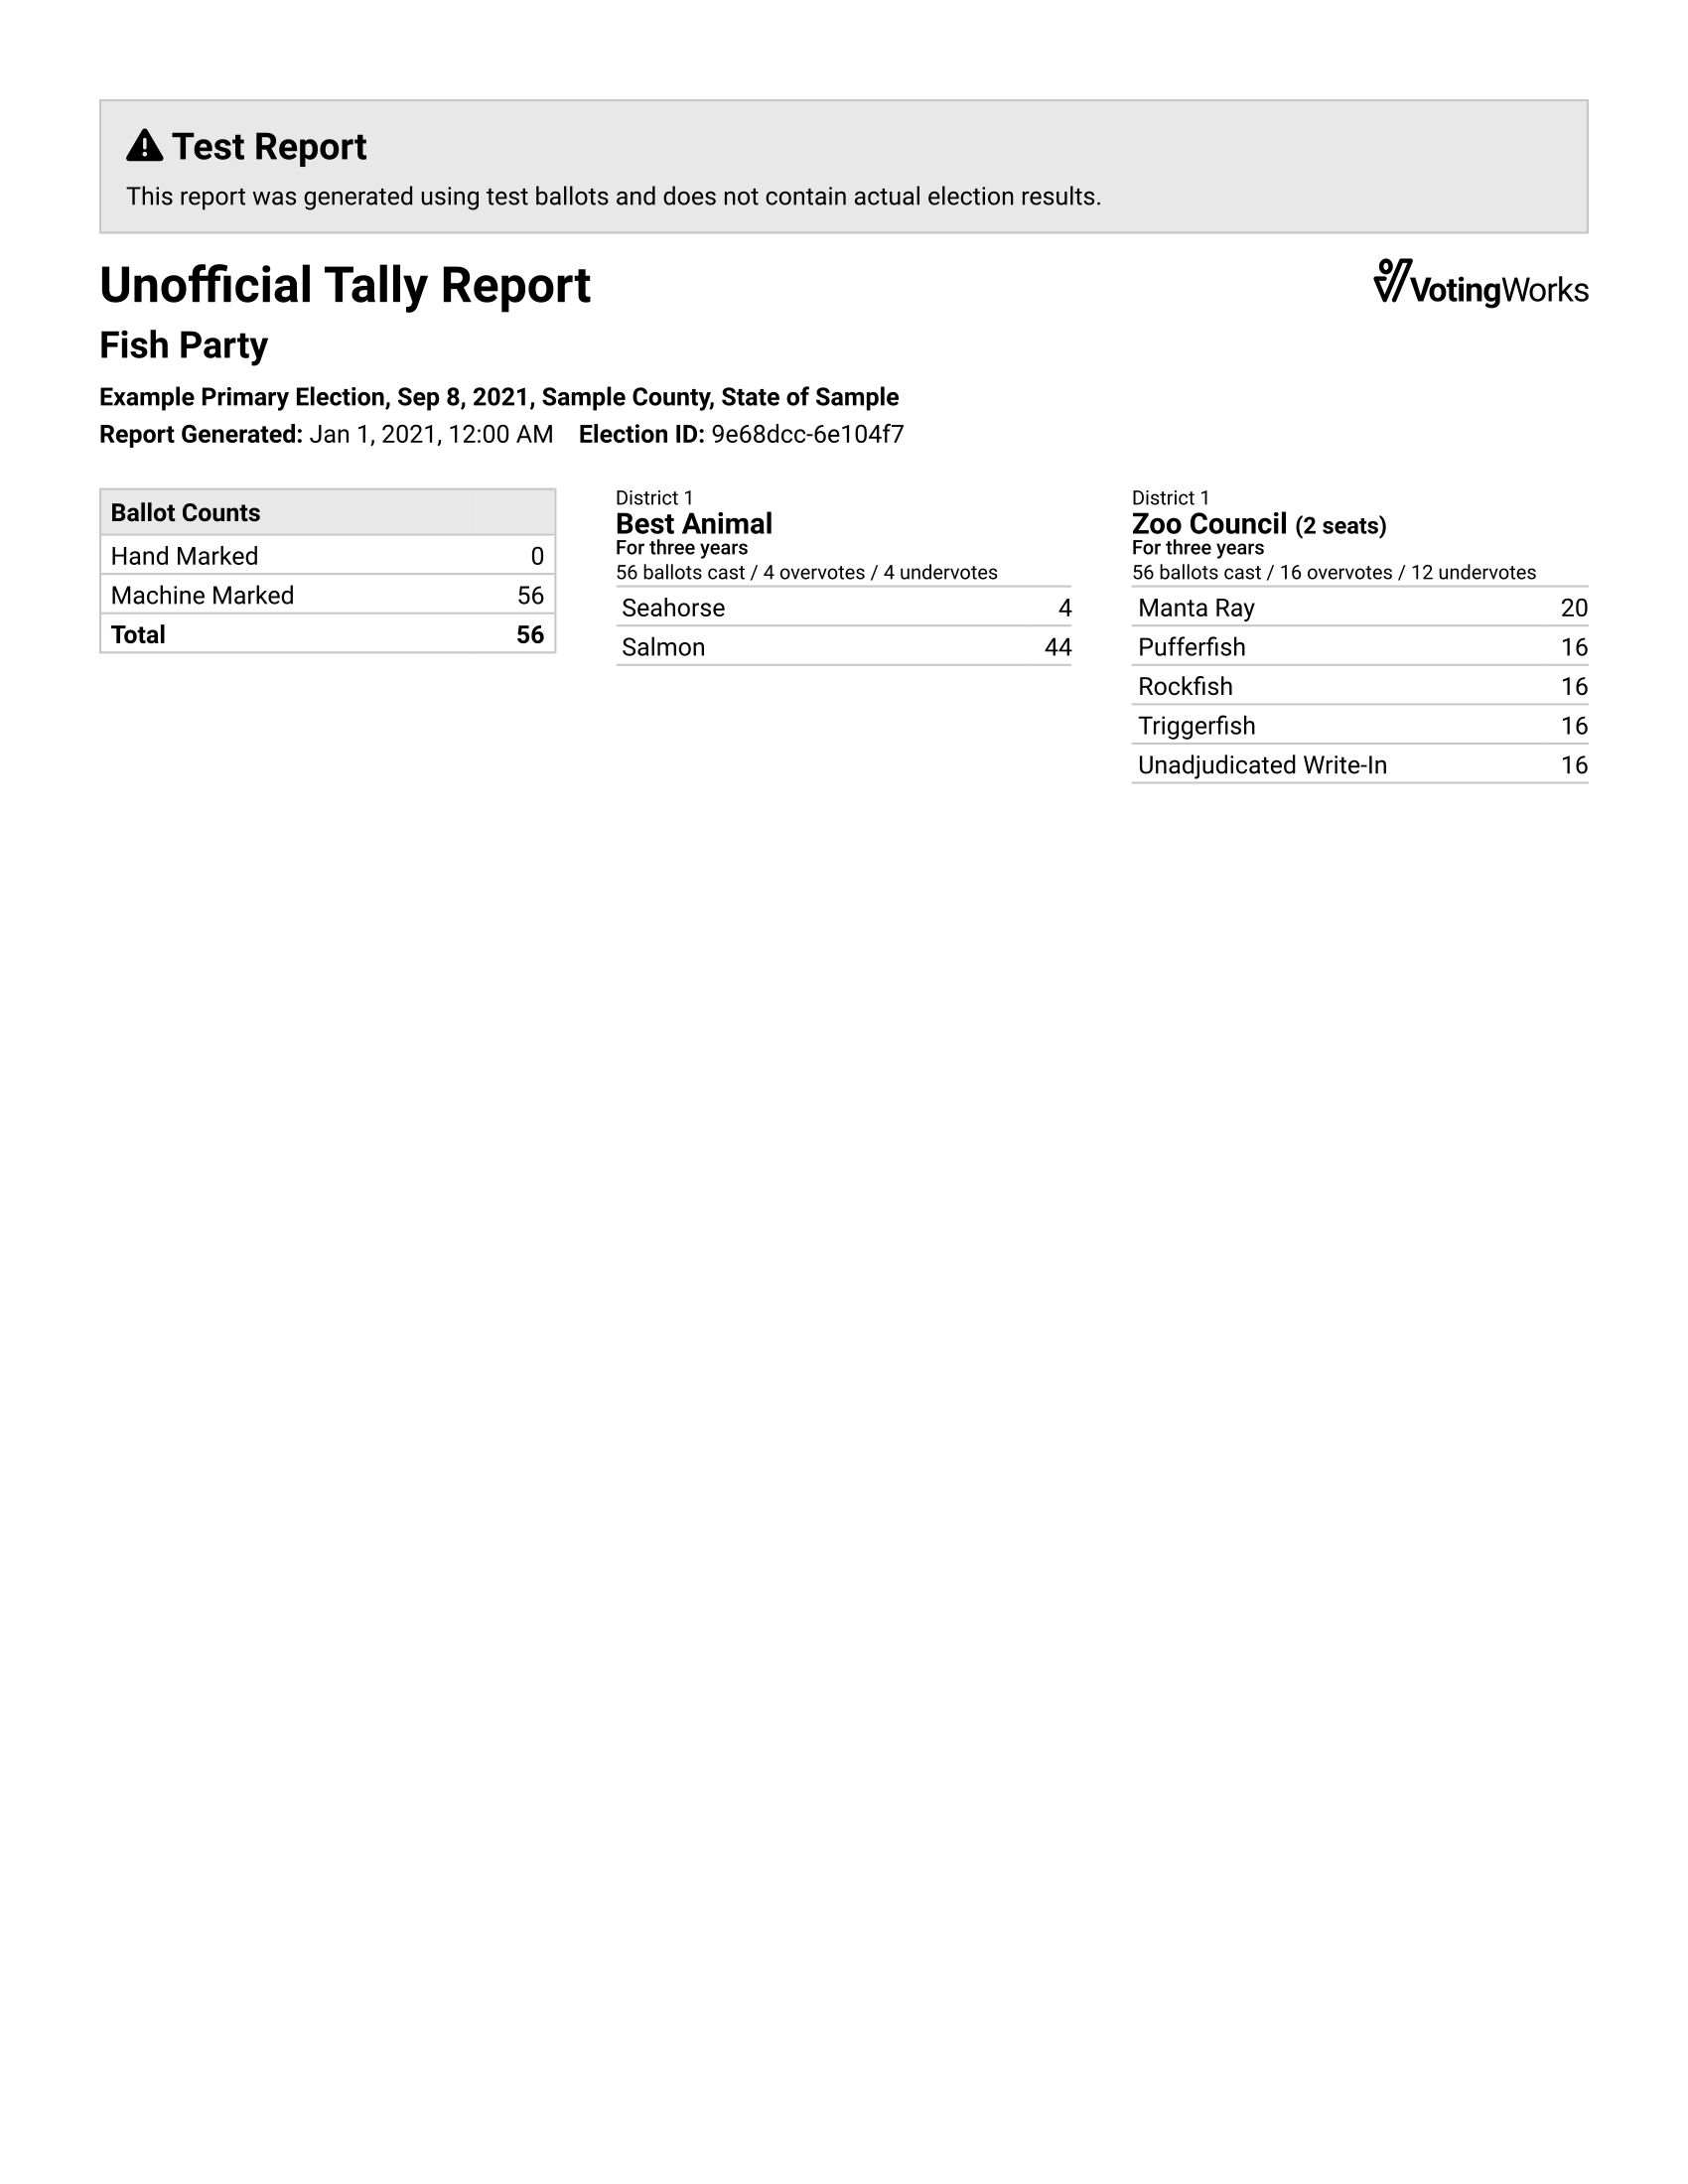 Test Report
This report was generated using test ballots and does not contain actual election results.
Unofficial Tally Report
VotingWorks
Fish Party
Example Primary Election, Sep 8, 2021, Sample County, State of Sample
Report Generated: Jan 1, 2021, 12:00 AM Election ID: 9e68dcc-6e104f7
Ballot Counts
Hand Marked 0
Machine Marked 56
Total 56
District 1
Best Animal
For three years
56 ballots cast / 4 overvotes / 4 undervotes
Seahorse 4
Salmon 44
District 1
Zoo Council (2 seats)
For three years
56 ballots cast / 16 overvotes / 12 undervotes
Manta Ray 20
Pufferfish 16
Rockfish 16
Triggerfish 16
Unadjudicated Write-In 16